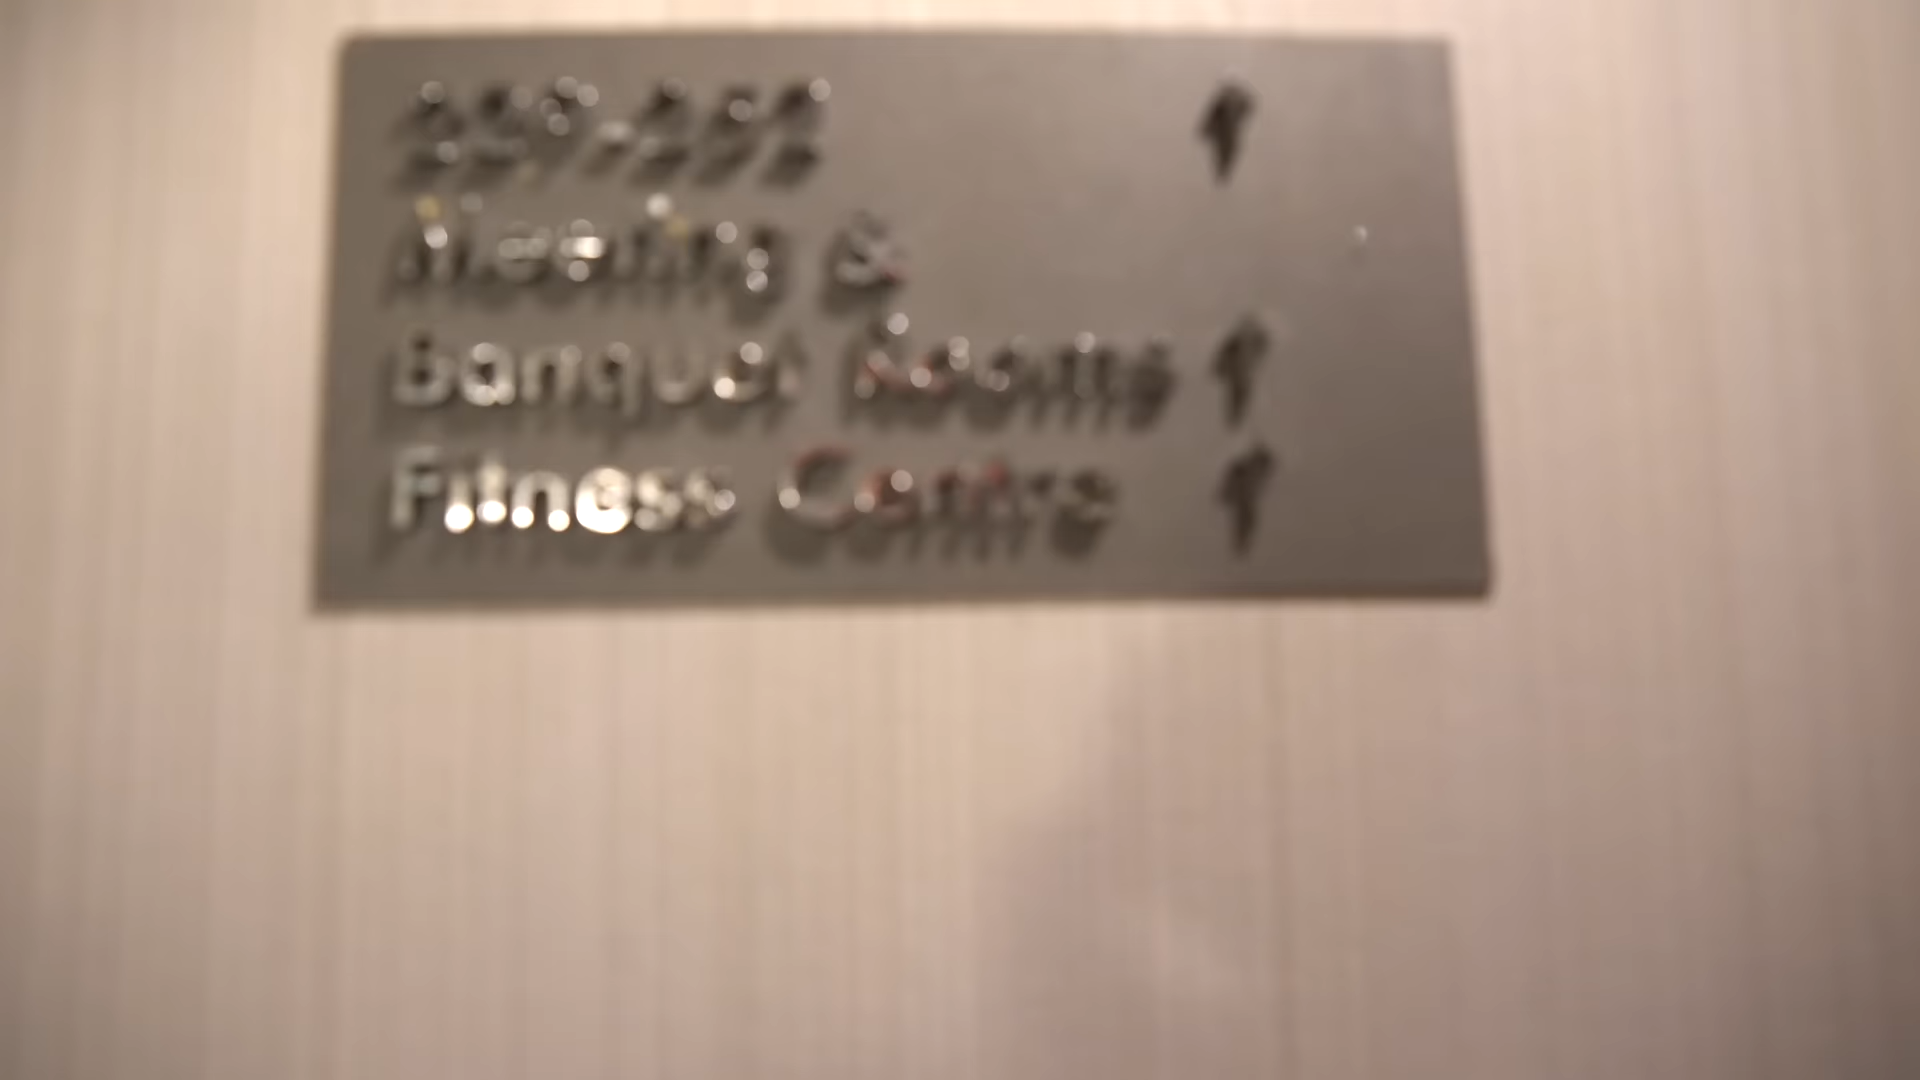 Meeting &
Banquet Rooms ↑
Fitness Centre ↑